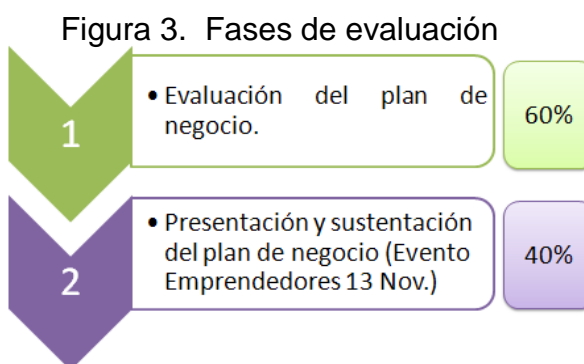 Figura 3.  Fases de evaluación
1
• Evaluación del plan de
negocio.
60%
2
• Presentación y sustentación
del plan de negocio (Evento
Emprendedores 13 Nov.)
40%